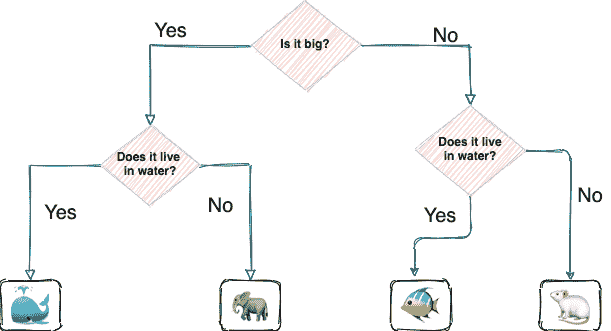 Is it big?
Yes
No
Does it live
in water?
Does it live
in water?
Yes
No
Yes
No